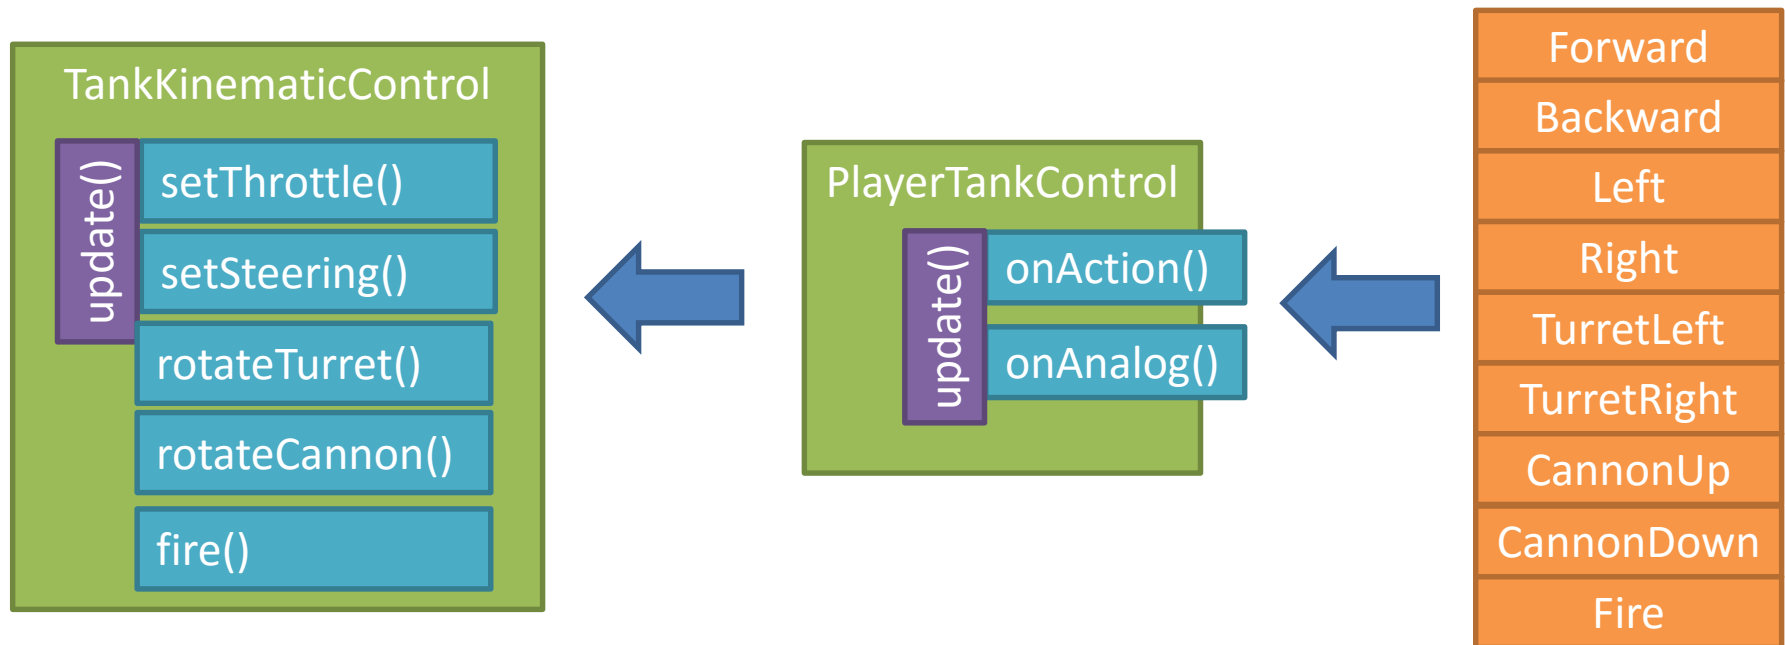 TankKinematicControl
update()
setThrottle()
setSteering()
rotateTurret()
rotateCannon()
fire()
PlayerTankControl
update()
onAction()
onAnalog()
Forward
Backward
Left
Right
TurretLeft
TurretRight
CannonUp
CannonDown
Fire